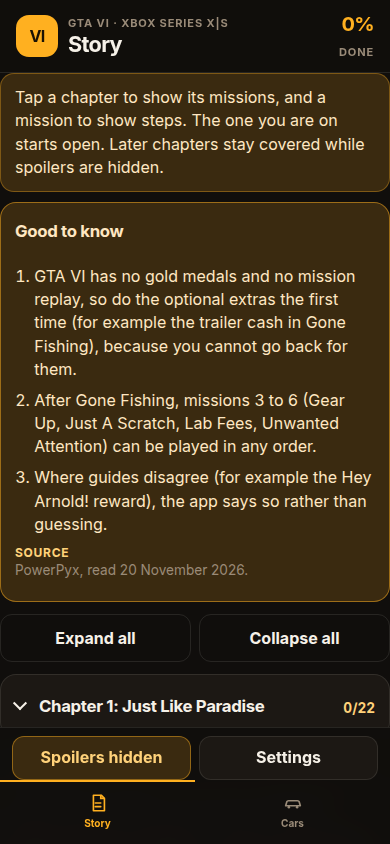 VI
GTA VI · XBOX SERIES X|S
Story
0%
DONE
Tap a chapter to show its missions, and a
mission to show steps. The one you are on
starts open. Later chapters stay covered while
spoilers are hidden.
Good to know
1. GTA VI has no gold medals and no mission
replay, so do the optional extras the first
time (for example the trailer cash in Gone
Fishing), because you cannot go back for
them.
2. After Gone Fishing, missions 3 to 6 (Gear
Up, Just A Scratch, Lab Fees, Unwanted
Attention) can be played in any order.
3. Where guides disagree (for example the Hey
Arnold! reward), the app says so rather than
guessing.
SOURCE
PowerPyx, read 20 November 2026.
Expand all
Collapse all
Chapter 1: Just Like Paradise
0/22
Spoilers hidden
Settings
Story
Cars